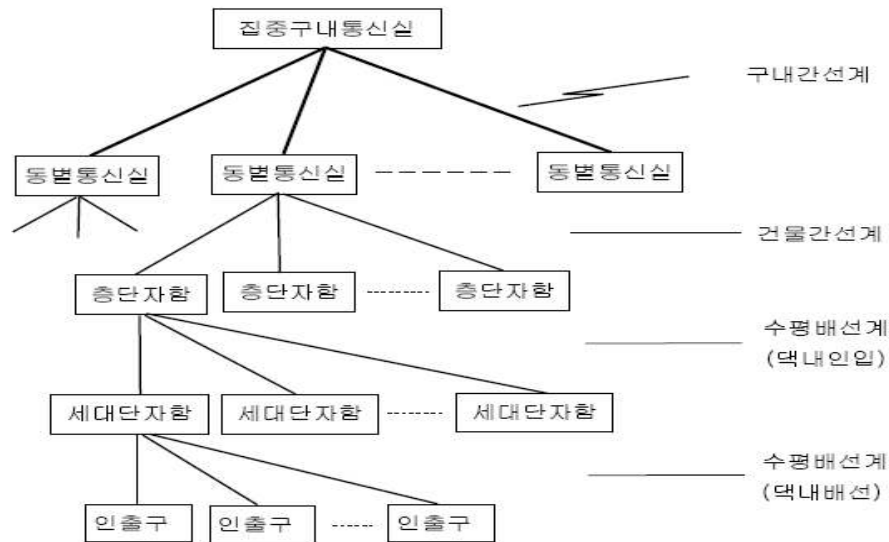 집중구내통신실
구내간선계
동별통신실 동별통신실 동별통신실
건물간선계
층단자함 층단자함 층단자함
수평배선계
(댁내인입)
세대단자함 세대단자함 세대단자함
수평배선계
(댁내배선)
인출구 인출구 인출구